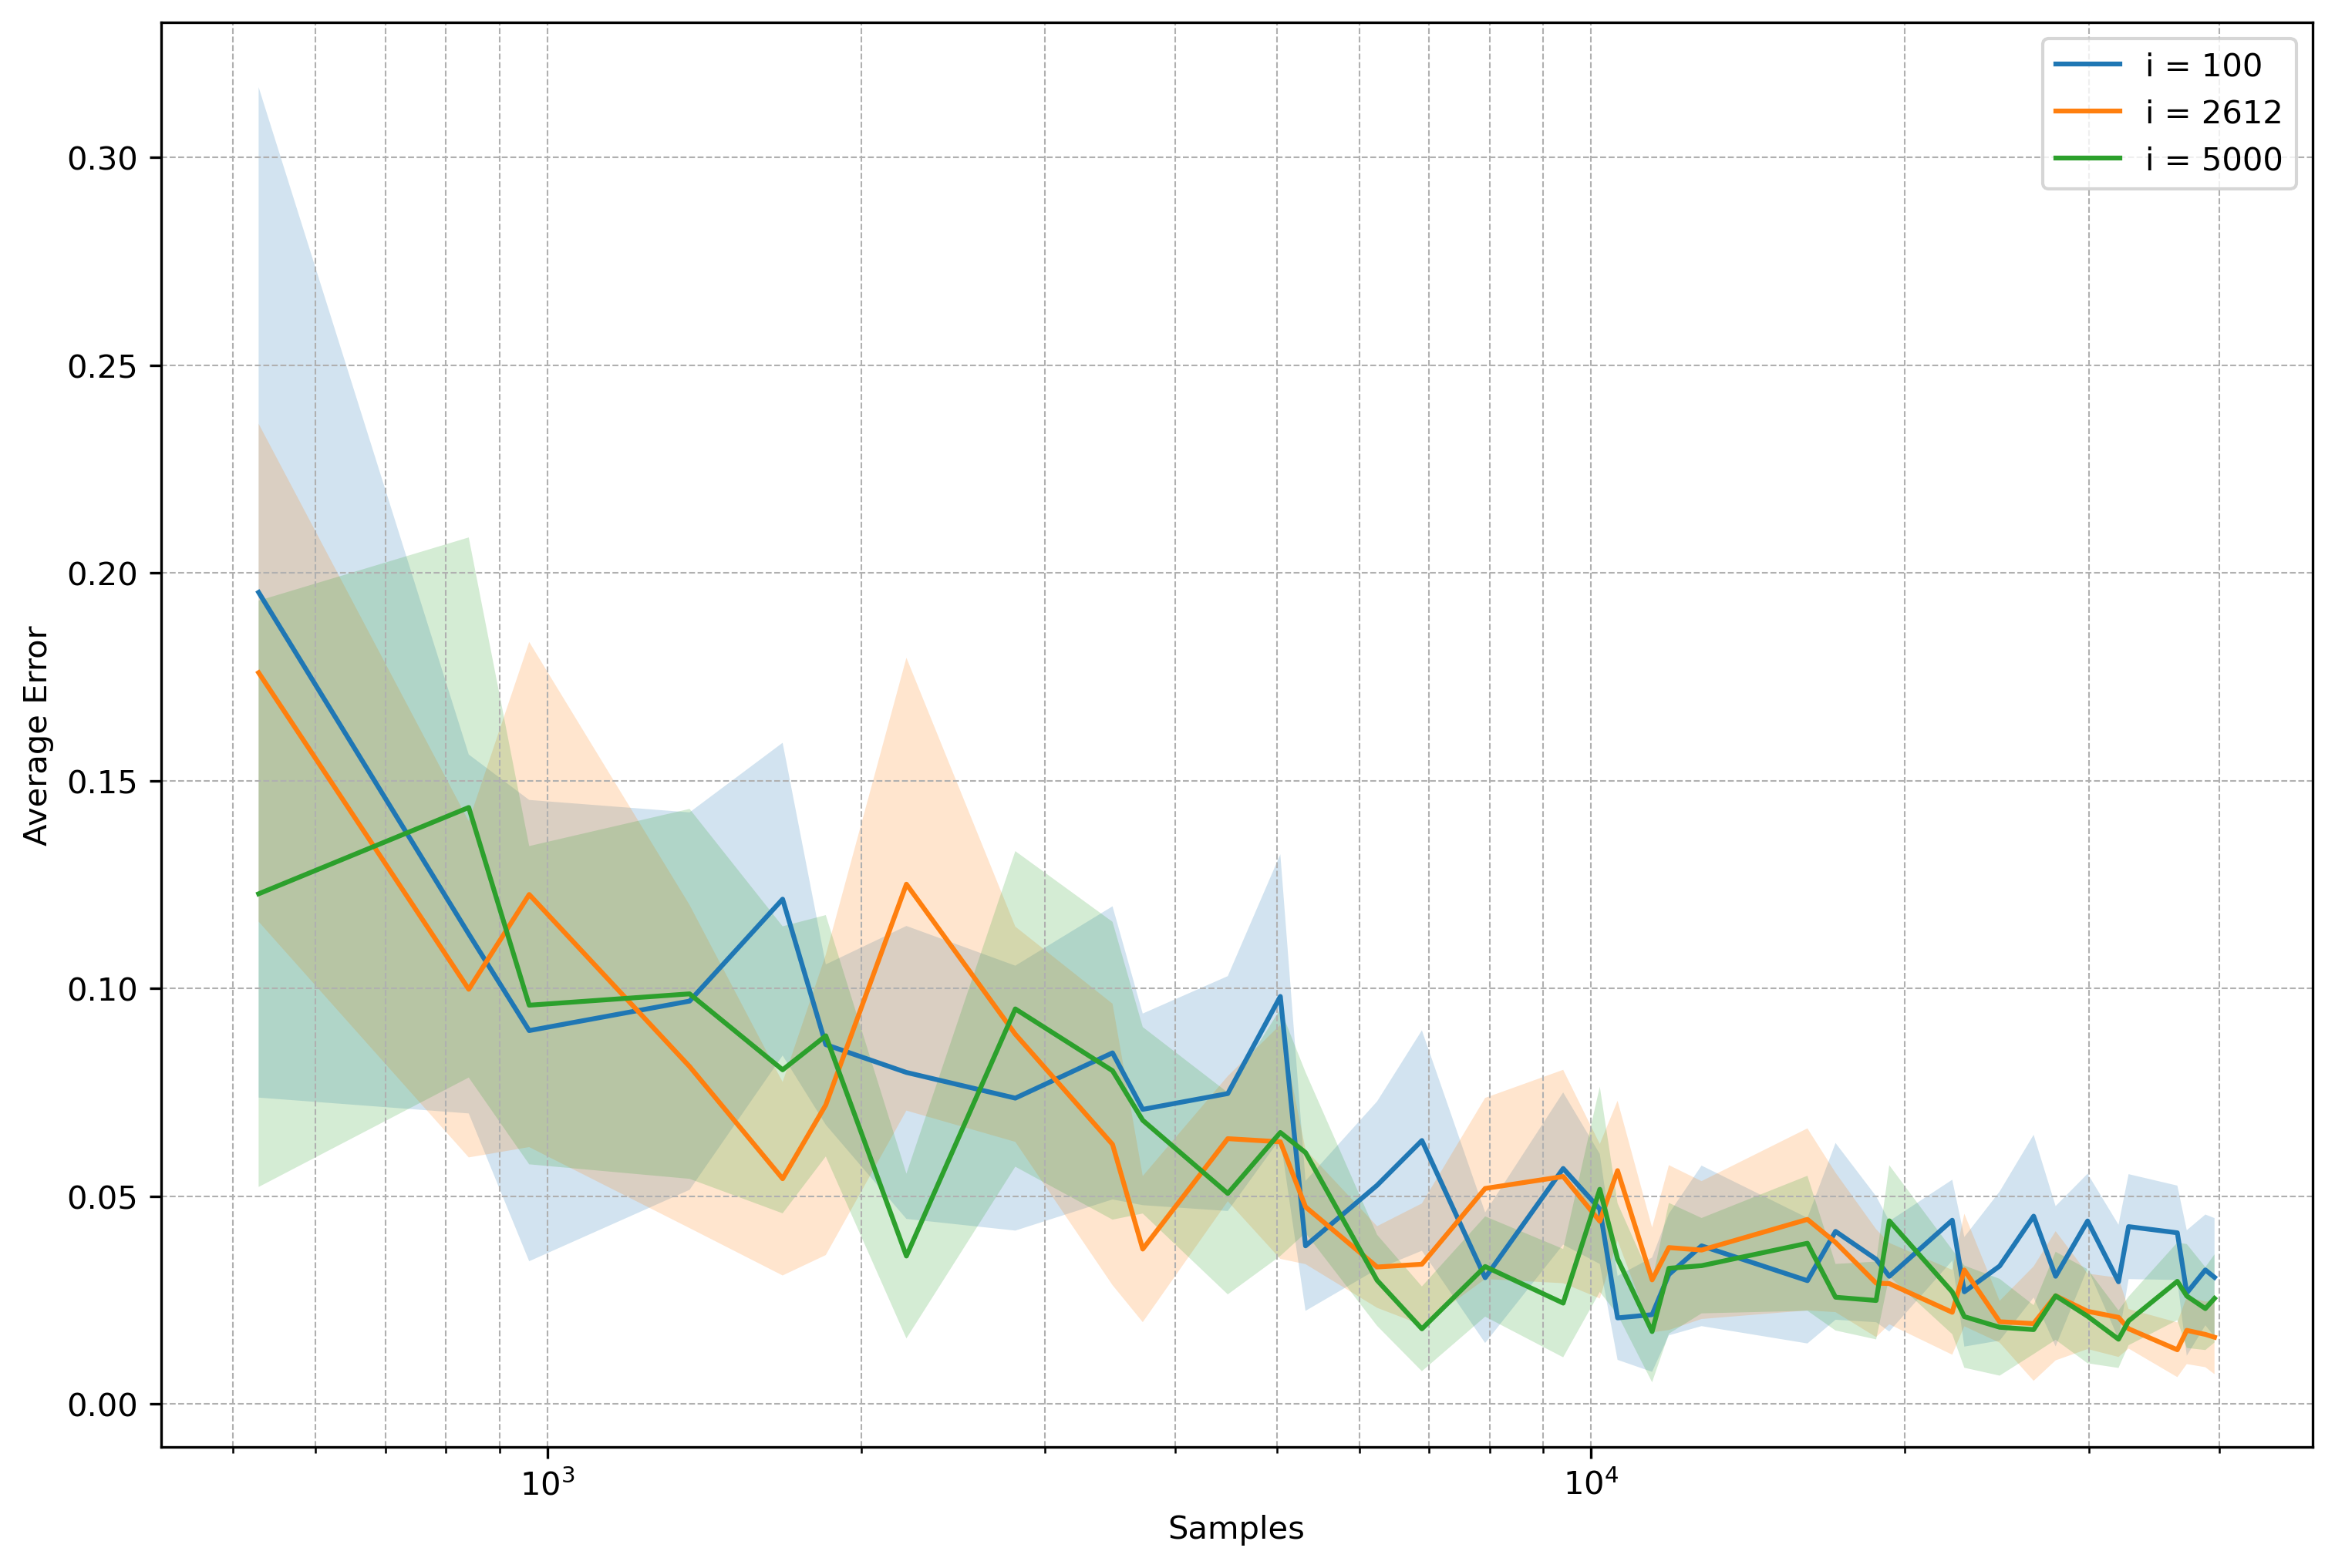 i = 100
i = 2612
i = 5000
0.30
0.25
0.20
0.15
0.10
0.05
0.00
Average Error
10³
10⁴
Samples